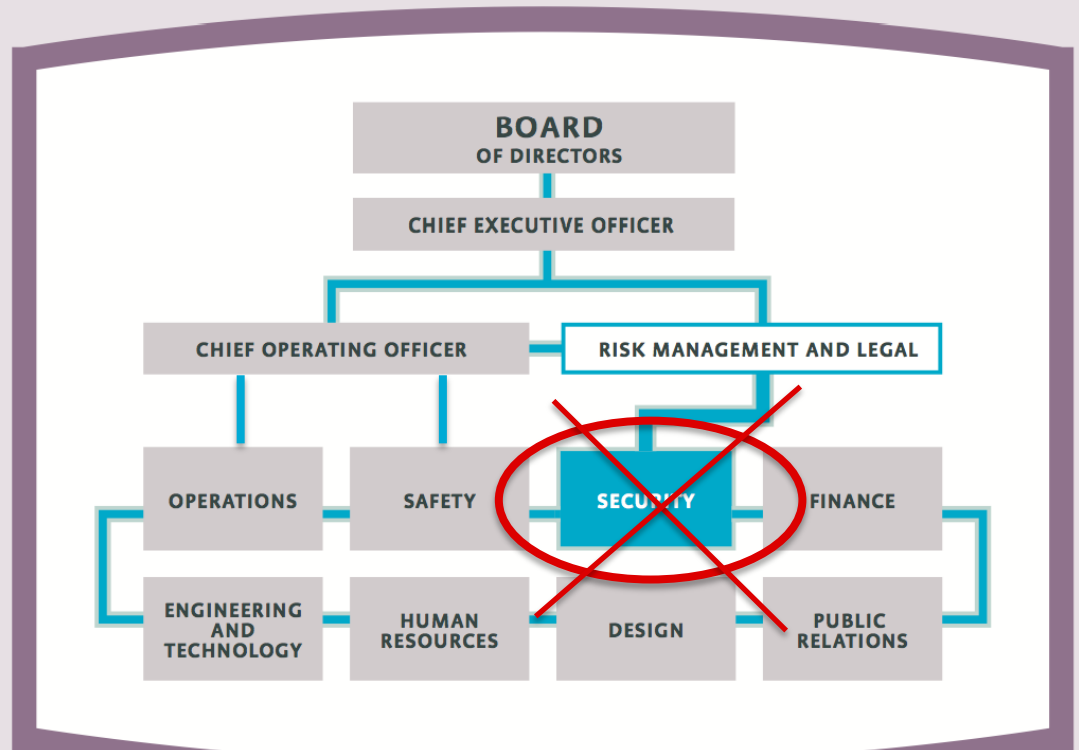 BOARD
OF DIRECTORS
CHIEF EXECUTIVE OFFICER
CHIEF OPERATING OFFICER
RISK MANAGEMENT AND LEGAL
OPERATIONS
SAFETY
SECURITY
FINANCE
ENGINEERING
AND
TECHNOLOGY
HUMAN
RESOURCES
DESIGN
PUBLIC
RELATIONS